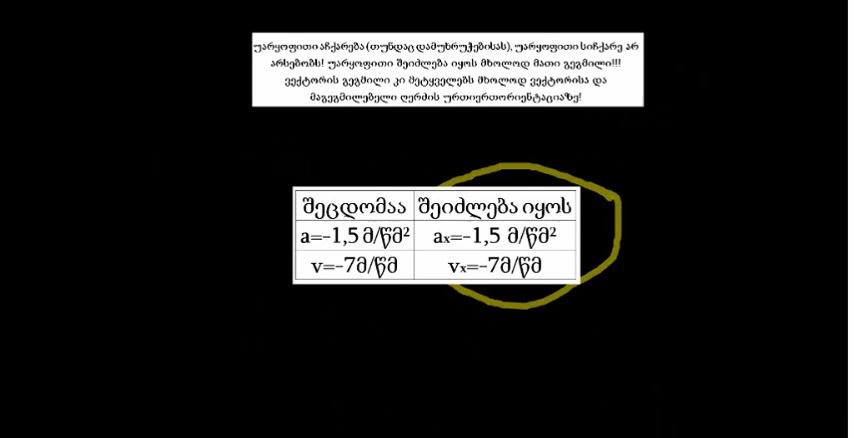 უარყოფითი აჩქარება (თუნდაც დამუხრუჭებისას), უარყოფითი სიჩქარე არ
არსებობს! უარყოფითი შეიძლება იყოს მხოლოდ მათი გეგმილი!!!
ვექტორის გეგმილი კი მეტყველებს მხოლოდ ვექტორისა და
მაგეგმილებელი ღერძის ურთიერთორიენტაციაზე!
შეცდომაა შეიძლება იყოს
a=-1,5 მ/წმ² aₓ=-1,5 მ/წმ²
v=-7მ/წმ vₓ=-7მ/წმ